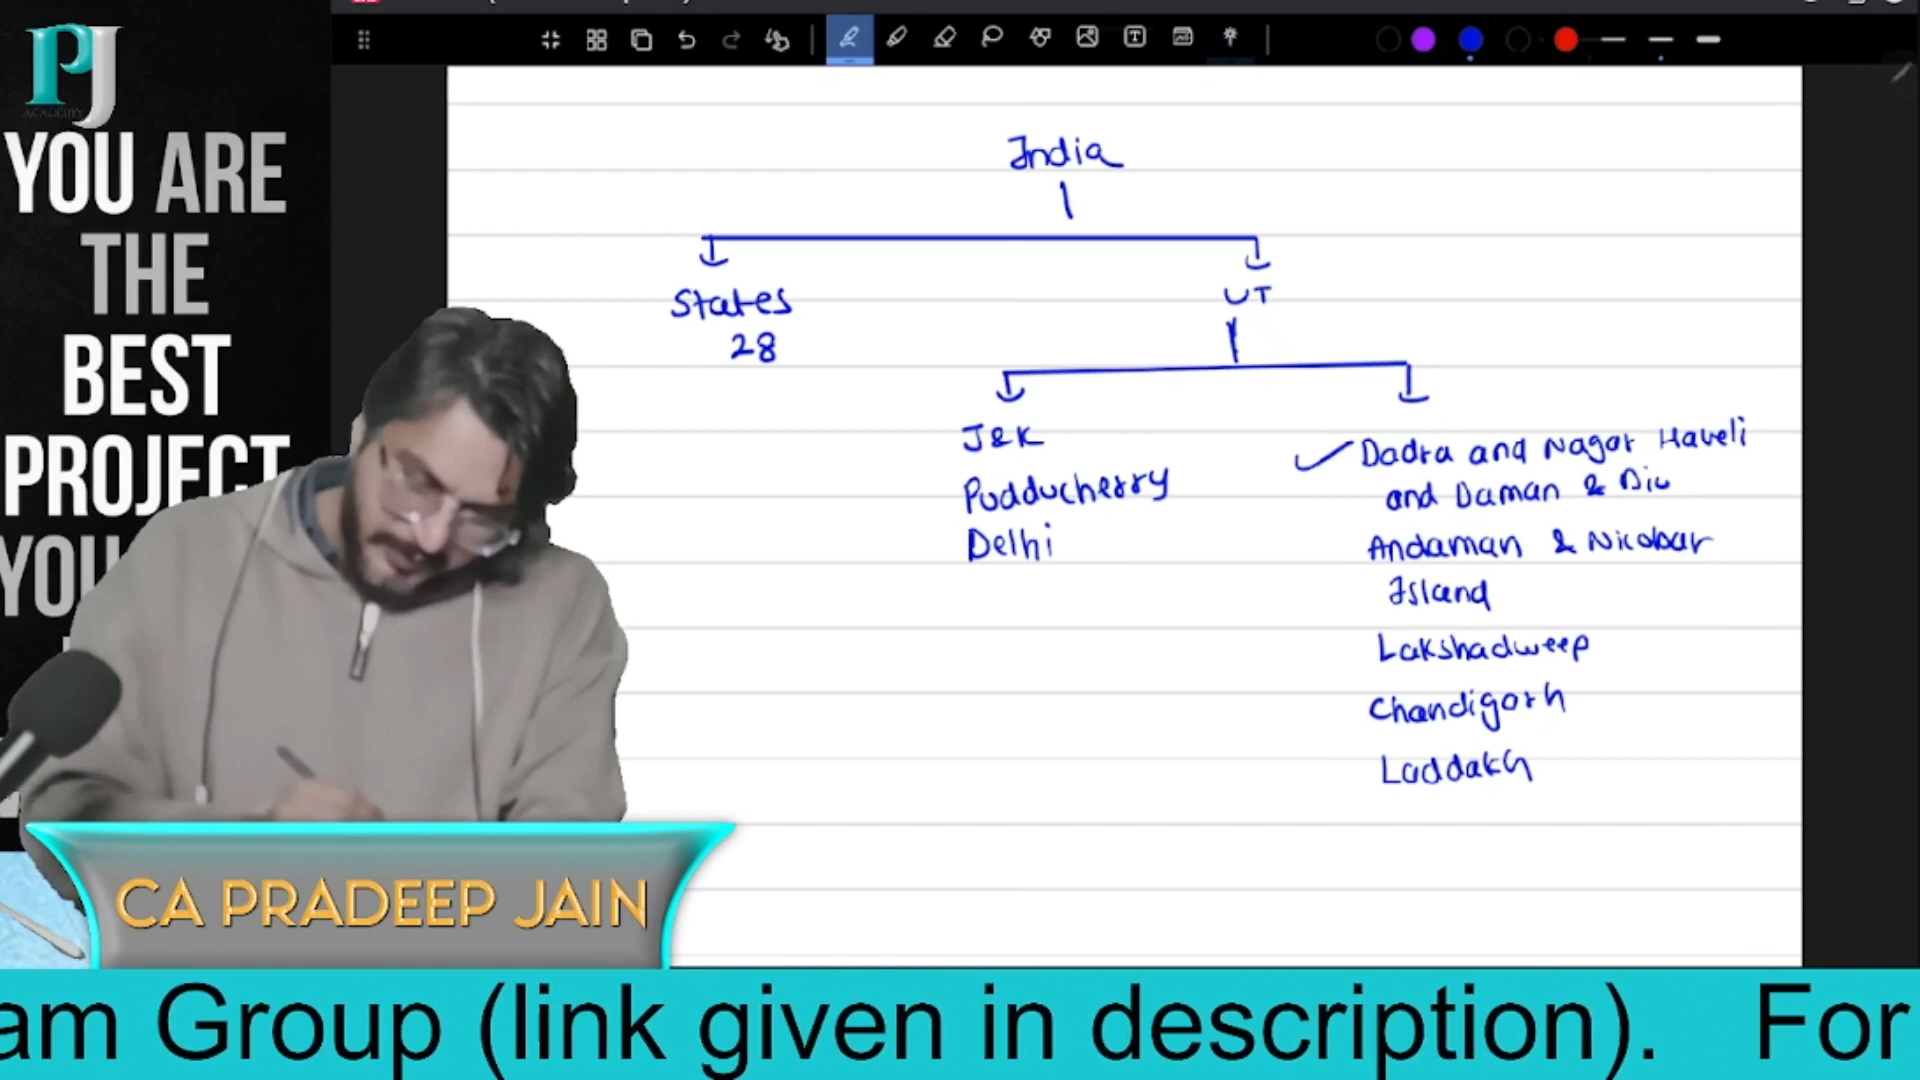 PJ
ACADEMY
YOU ARE
THE
BEST
PROJECT
YOU
India
States
28
UT
J&K
Pudducherry
Delhi
Dadra and Nagar Haveli
and Daman & Diu
Andaman & Nicobar
Island
Lakshadweep
Chandigarh
Laddakh
CA PRADEEP JAIN
am Group (link given in description). For